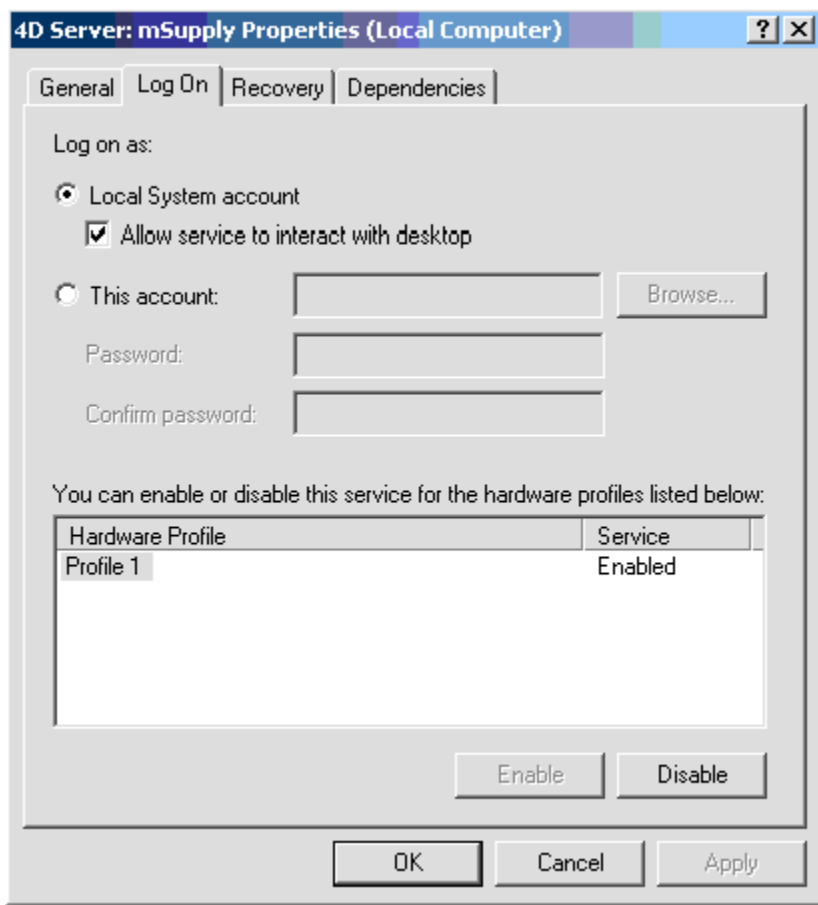 4D Server: mSupply Properties (Local Computer)
General Log On Recovery Dependencies
Log on as:
Local System account
Allow service to interact with desktop
This account: Browse...
Password:
Confirm password:
You can enable or disable this service for the hardware profiles listed below:
Hardware Profile Service
Profile 1 Enabled
Enable Disable
OK Cancel Apply